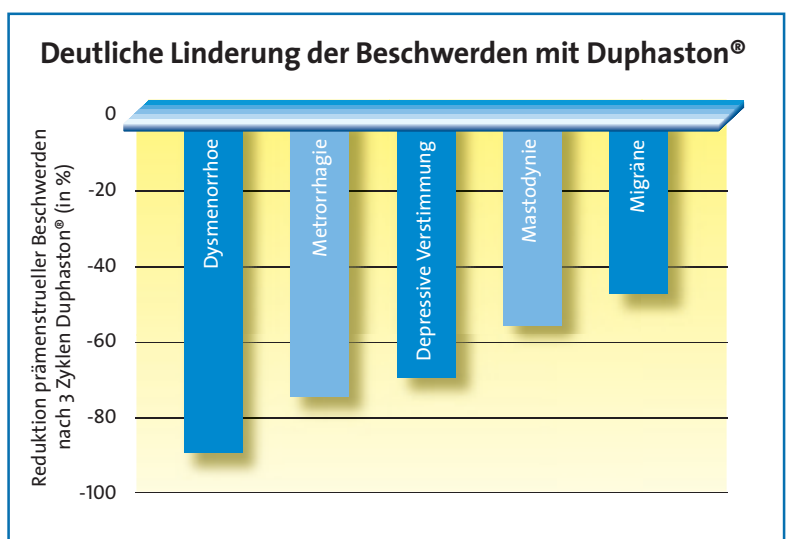 Deutliche Linderung der Beschwerden mit Duphaston®
Reduktion prämenstrueller Beschwerden
nach 3 Zyklen Duphaston® (in %)
0
-20
-40
-60
-80
-100
Dysmenorrhoe
Metrorrhagie
Depressive Verstimmung
Mastodynie
Migräne